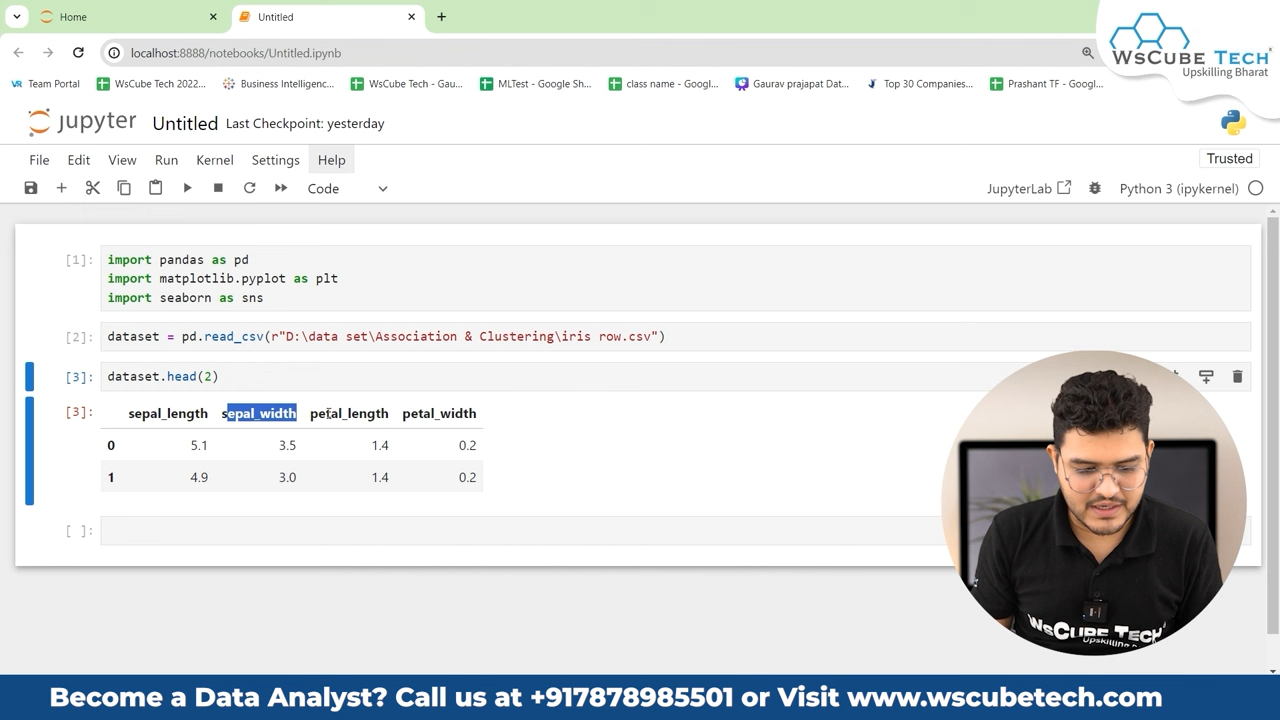 Home
Untitled
localhost:8888/notebooks/Untitled.ipynb
WsCube Tech
Upskilling Bharat
Team Portal
WsCube Tech 2022...
Business Intelligenc...
WsCube Tech - Gau...
MLTest - Google Sh...
class name - Googl...
Gaurav prajapat Dat...
Top 30 Companies...
Prashant TF - Googl...
jupyter Untitled Last Checkpoint: yesterday
File Edit View Run Kernel Settings Help
Trusted
Code
JupyterLab
Python 3 (ipykernel)
[1]: import pandas as pd
import matplotlib.pyplot as plt
import seaborn as sns
[2]: dataset = pd.read_csv(r"D:\data set\Association & Clustering\iris row.csv")
[3]: dataset.head(2)
[3]: sepal_length sepal_width petal_length petal_width
0 5.1 3.5 1.4 0.2
1 4.9 3.0 1.4 0.2
[ ]:
WsCube Tech
Upskilling
Become a Data Analyst? Call us at +917878985501 or Visit www.wscubetech.com